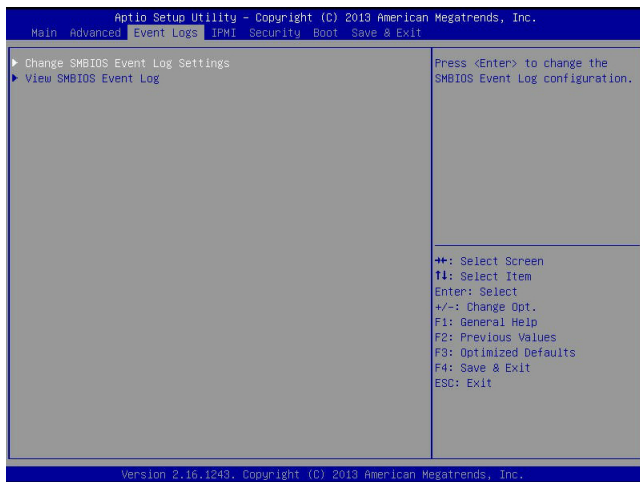 Aptio Setup Utility – Copyright (C) 2013 American Megatrends, Inc.
Main Advanced Event Logs IPMI Security Boot Save & Exit
Change SMBIOS Event Log Settings
View SMBIOS Event Log
Press <Enter> to change the
SMBIOS Event Log configuration.
→←: Select Screen
↑↓: Select Item
Enter: Select
+/-: Change Opt.
F1: General Help
F2: Previous Values
F3: Optimized Defaults
F4: Save & Exit
ESC: Exit
Version 2.16.1243. Copyright (C) 2013 American Megatrends, Inc.